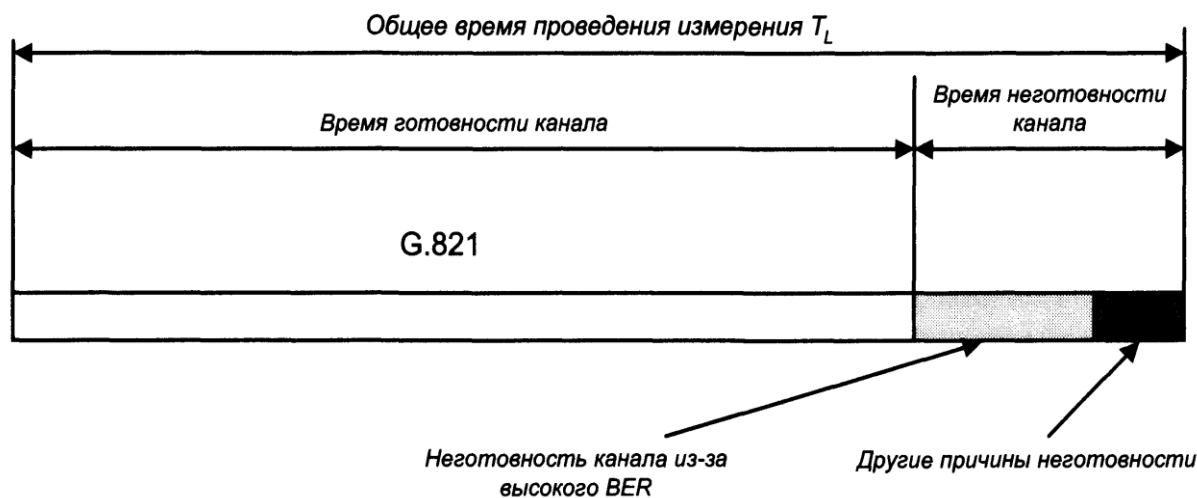 Общее время проведения измерения T_L
Время неготовности
канала
Время готовности канала
G.821
Неготовность канала из-за
высокого BER
Другие причины неготовности